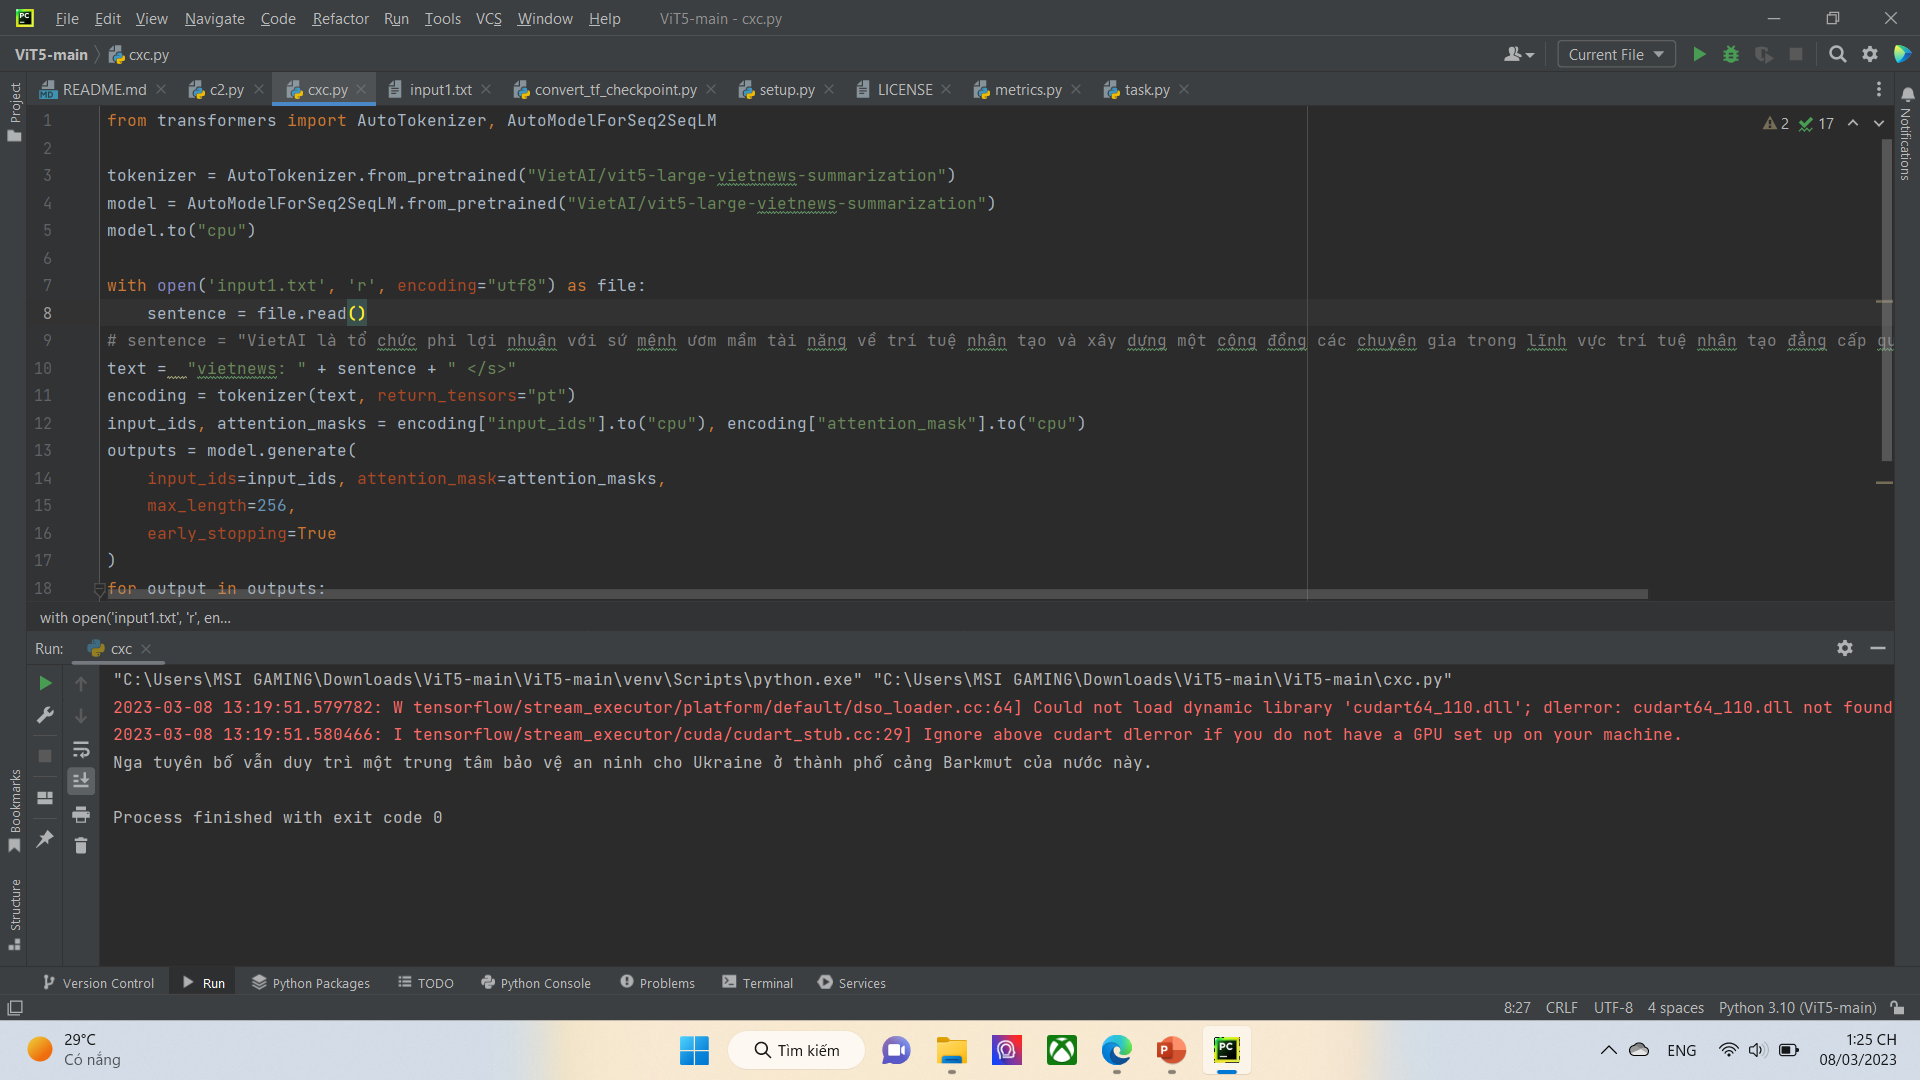 File Edit View Navigate Code Refactor Run Tools VCS Window Help ViT5-main - cxc.py
ViT5-main cxc.py Current File
README.md c2.py cxc.py input1.txt convert_tf_checkpoint.py setup.py LICENSE metrics.py task.py
Project
Notifications
2 17
1 from transformers import AutoTokenizer, AutoModelForSeq2SeqLM
2
3 tokenizer = AutoTokenizer.from_pretrained("VietAI/vit5-large-vietnews-summarization")
4 model = AutoModelForSeq2SeqLM.from_pretrained("VietAI/vit5-large-vietnews-summarization")
5 model.to("cpu")
6
7 with open('input1.txt', 'r', encoding="utf8") as file:
8 sentence = file.read()
9 # sentence = "VietAI là tổ chức phi lợi nhuận với sứ mệnh ươm mầm tài năng về trí tuệ nhân tạo và xây dựng một cộng đồng các chuyên gia trong lĩnh vực trí tuệ nhân tạo đẳng cấp qu
10 text =  "vietnews: " + sentence + " </s>"
11 encoding = tokenizer(text, return_tensors="pt")
12 input_ids, attention_masks = encoding["input_ids"].to("cpu"), encoding["attention_mask"].to("cpu")
13 outputs = model.generate(
14 input_ids=input_ids, attention_mask=attention_masks,
15 max_length=256,
16 early_stopping=True
17 )
18 for output in outputs:
with open('input1.txt', 'r', en...
Run: cxc
"C:\Users\MSI GAMING\Downloads\ViT5-main\ViT5-main\venv\Scripts\python.exe" "C:\Users\MSI GAMING\Downloads\ViT5-main\ViT5-main\cxc.py"
2023-03-08 13:19:51.579782: W tensorflow/stream_executor/platform/default/dso_loader.cc:64] Could not load dynamic library 'cudart64_110.dll'; dlerror: cudart64_110.dll not found
2023-03-08 13:19:51.580466: I tensorflow/stream_executor/cuda/cudart_stub.cc:29] Ignore above cudart dlerror if you do not have a GPU set up on your machine.
Nga tuyên bố vẫn duy trì một trung tâm bảo vệ an ninh cho Ukraine ở thành phố cảng Barkmut của nước này.
Process finished with exit code 0
Bookmarks
Structure
Version Control Run Python Packages TODO Python Console Problems Terminal Services
8:27 CRLF UTF-8 4 spaces Python 3.10 (ViT5-main)
29°C
Có nắng
Tìm kiếm
ENG
1:25 CH
08/03/2023